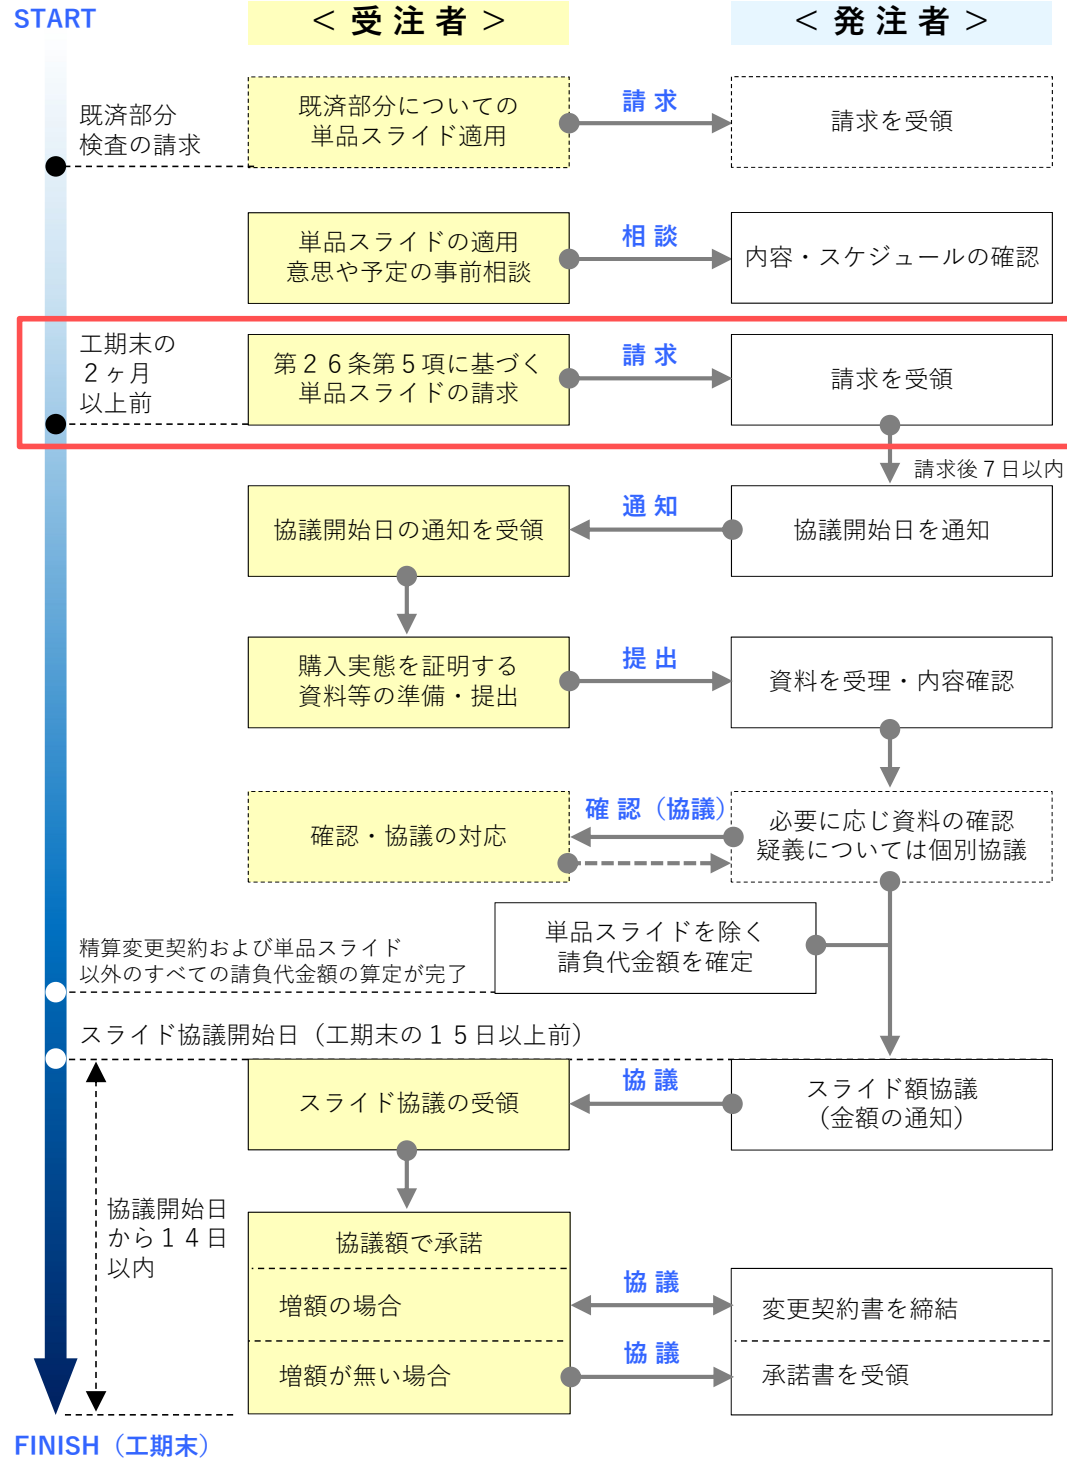 START
＜ 受 注 者 ＞
＜ 発 注 者 ＞
既済部分
検査の請求
既済部分についての
単品スライド適用
請 求
請求を受領
単品スライドの適用
意思や予定の事前相談
相 談
内容・スケジュールの確認
工期末の
２ヶ月
以上前
第２６条第５項に基づく
単品スライドの請求
請 求
請求を受領
請求後７日以内
協議開始日の通知を受領
通 知
協議開始日を通知
購入実態を証明する
資料等の準備・提出
提 出
資料を受理・内容確認
確認・協議の対応
確 認（協議）
必要に応じ資料の確認
疑義については個別協議
単品スライドを除く
請負代金額を確定
精算変更契約および単品スライド
以外のすべての請負代金額の算定が完了
スライド協議開始日（工期末の１５日以上前）
スライド協議の受領
協 議
スライド額協議
（金額の通知）
協議開始日
から１４日
以内
協議額で承諾
増額の場合
協 議
変更契約書を締結
増額が無い場合
協 議
承諾書を受領
FINISH（工期末）